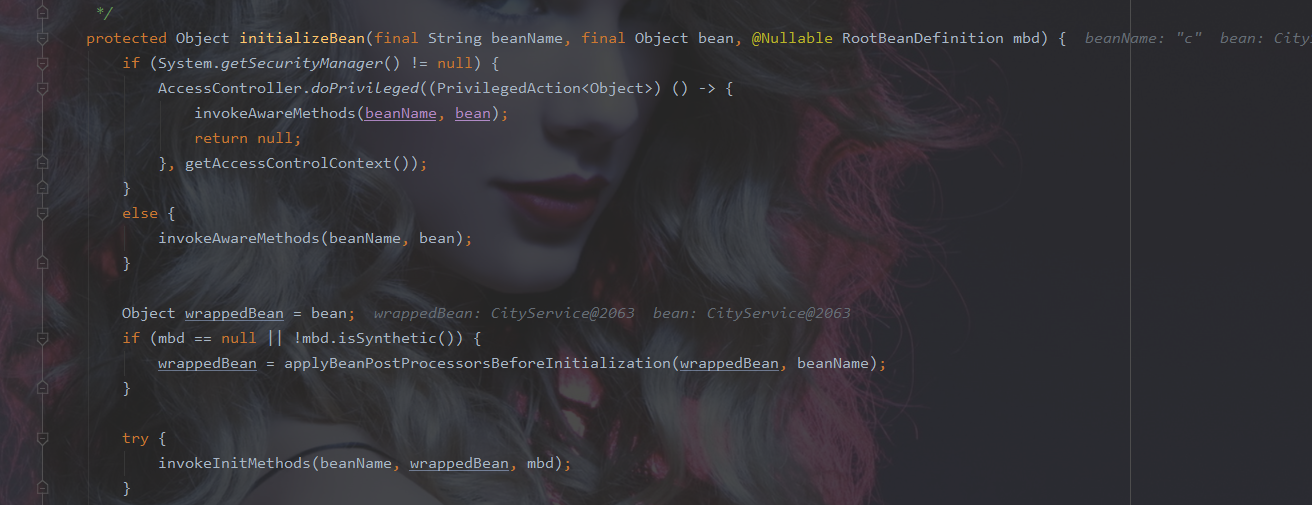 */
protected Object initializeBean(final String beanName, final Object bean, @Nullable RootBeanDefinition mbd) { beanName: "c" bean: City
if (System.getSecurityManager() != null) {
AccessController.doPrivileged((PrivilegedAction<Object>) () -> {
invokeAwareMethods(beanName, bean);
return null;
}, getAccessControlContext());
}
else {
invokeAwareMethods(beanName, bean);
}
Object wrappedBean = bean; wrappedBean: CityService@2063 bean: CityService@2063
if (mbd == null || !mbd.isSynthetic()) {
wrappedBean = applyBeanPostProcessorsBeforeInitialization(wrappedBean, beanName);
}
try {
invokeInitMethods(beanName, wrappedBean, mbd);
}